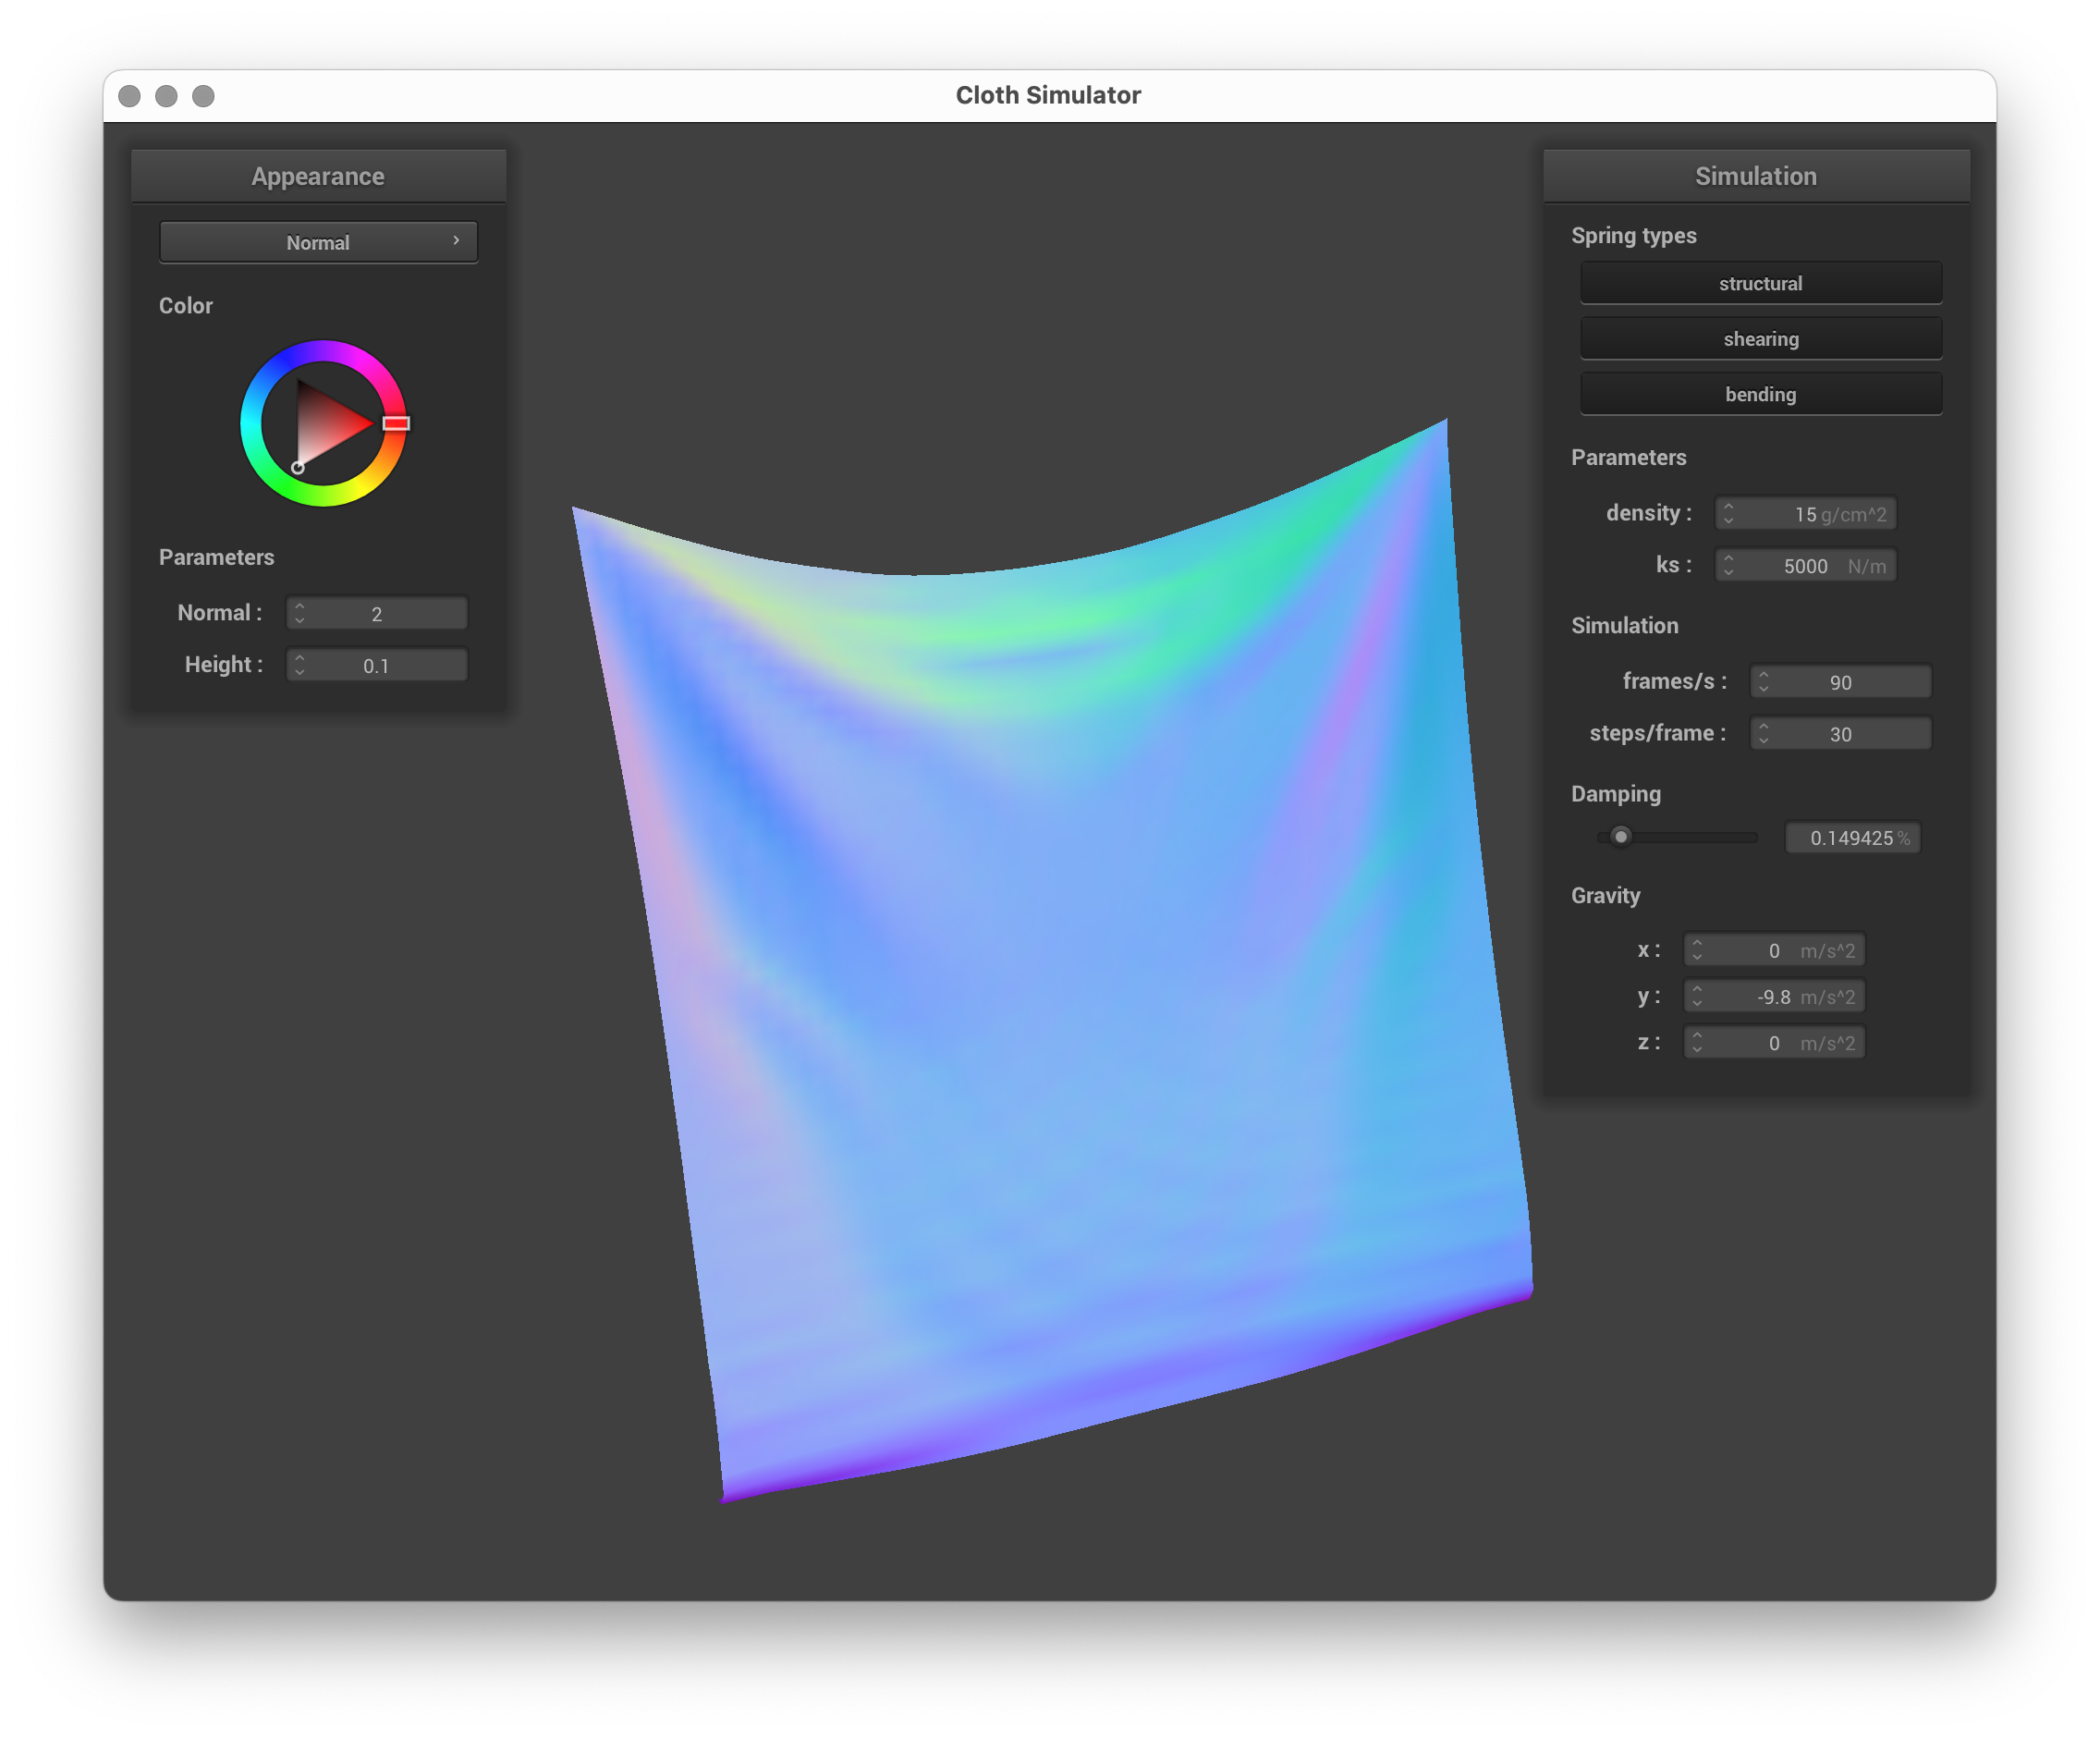 Cloth Simulator
Appearance
Normal
Color
Parameters
Normal : 2
Height : 0.1
Simulation
Spring types
structural
shearing
bending
Parameters
density : 15 g/cm^2
ks : 5000 N/m
Simulation
frames/s : 90
steps/frame : 30
Damping
0.149425 %
Gravity
x : 0 m/s^2
y : -9.8 m/s^2
z : 0 m/s^2